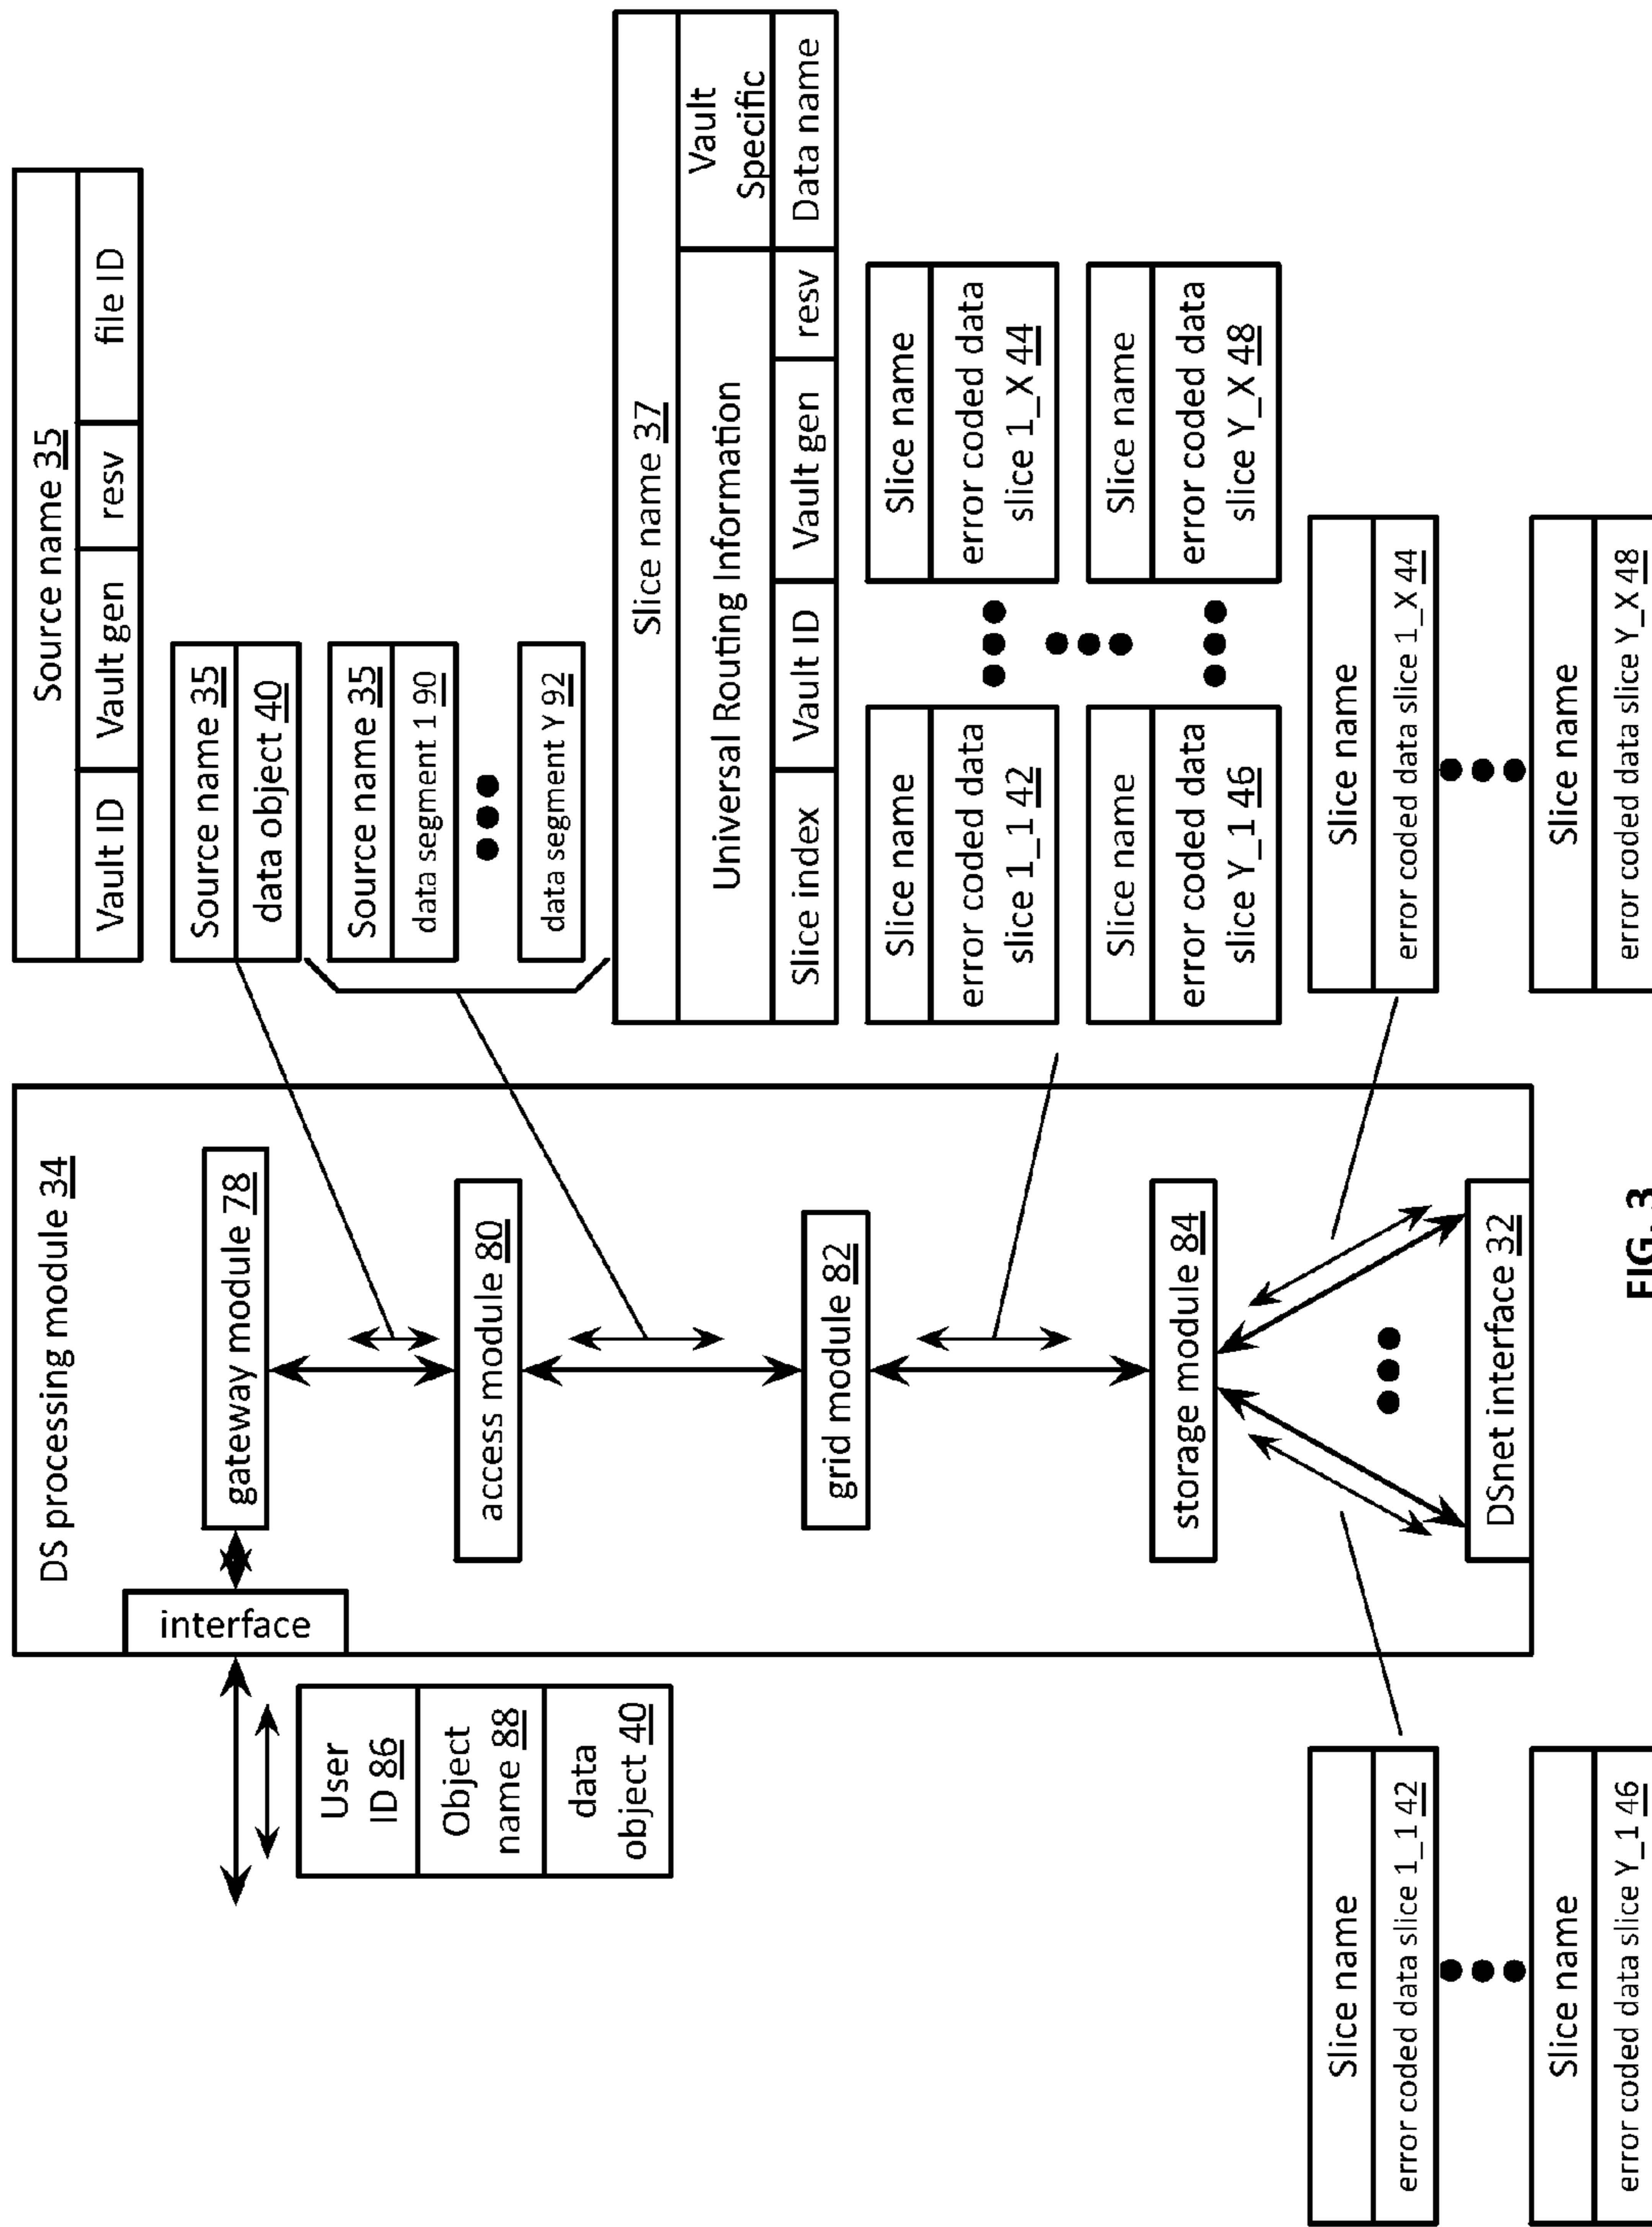 DS processing module 34
interface
gateway module 78
access module 80
grid module 82
storage module 84
DSnet interface 32
User
ID 86
Object
name 88
data
object 40
Source name 35
Vault ID
Vault gen
resv
file ID
Source name 35
data object 40
Source name 35
data segment 1 90
data segment Y 92
Slice name 37
Universal Routing Information
Vault
Specific
Slice index
Vault ID
Vault gen
resv
Data name
Slice name
error coded data
slice 1_1 42
Slice name
error coded data
slice 1_X 44
Slice name
error coded data
slice Y_1 46
Slice name
error coded data
slice Y_X 48
Slice name
error coded data slice 1_1 42
Slice name
error coded data slice Y_1 46
Slice name
error coded data slice 1_X 44
Slice name
error coded data slice Y_X 48
FIG. 3